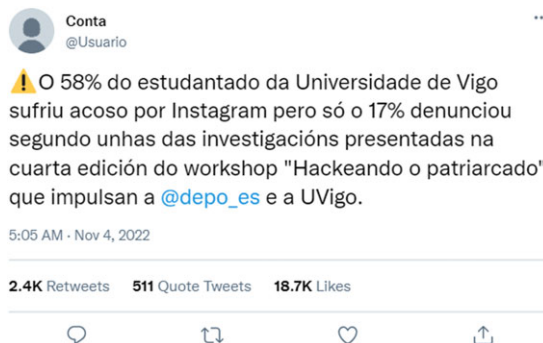 Conta
@Usuario
⚠️O 58% do estudantado da Universidade de Vigo
sufriu acoso por Instagram pero só o 17% denunciou
segundo unhas das investigacións presentadas na
cuarta edición do workshop "Hackeando o patriarcado"
que impulsan a @depo_es e a UVigo.
5:05 AM · Nov 4, 2022
2.4K Retweets 511 Quote Tweets 18.7K Likes